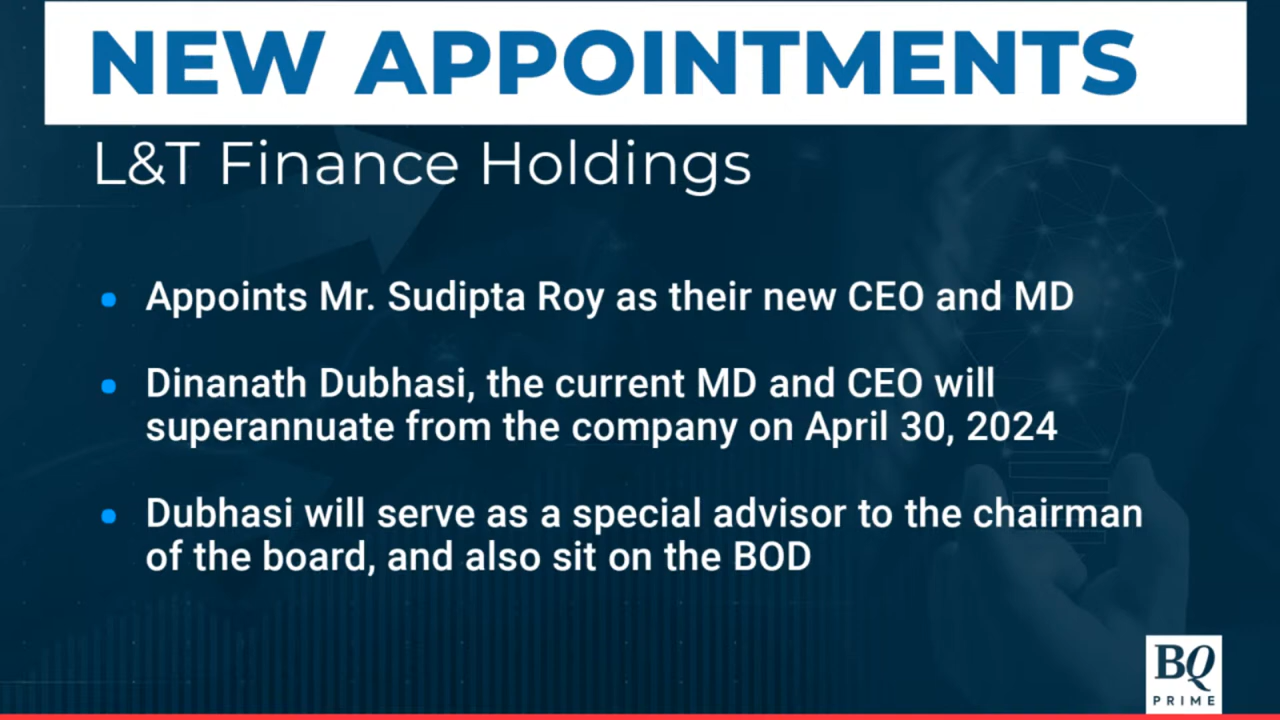 NEW APPOINTMENTS
L&T Finance Holdings
Appoints Mr. Sudipta Roy as their new CEO and MD
Dinanath Dubhasi, the current MD and CEO will
superannuate from the company on April 30, 2024
Dubhasi will serve as a special advisor to the chairman
of the board, and also sit on the BOD
BQ
PRIME